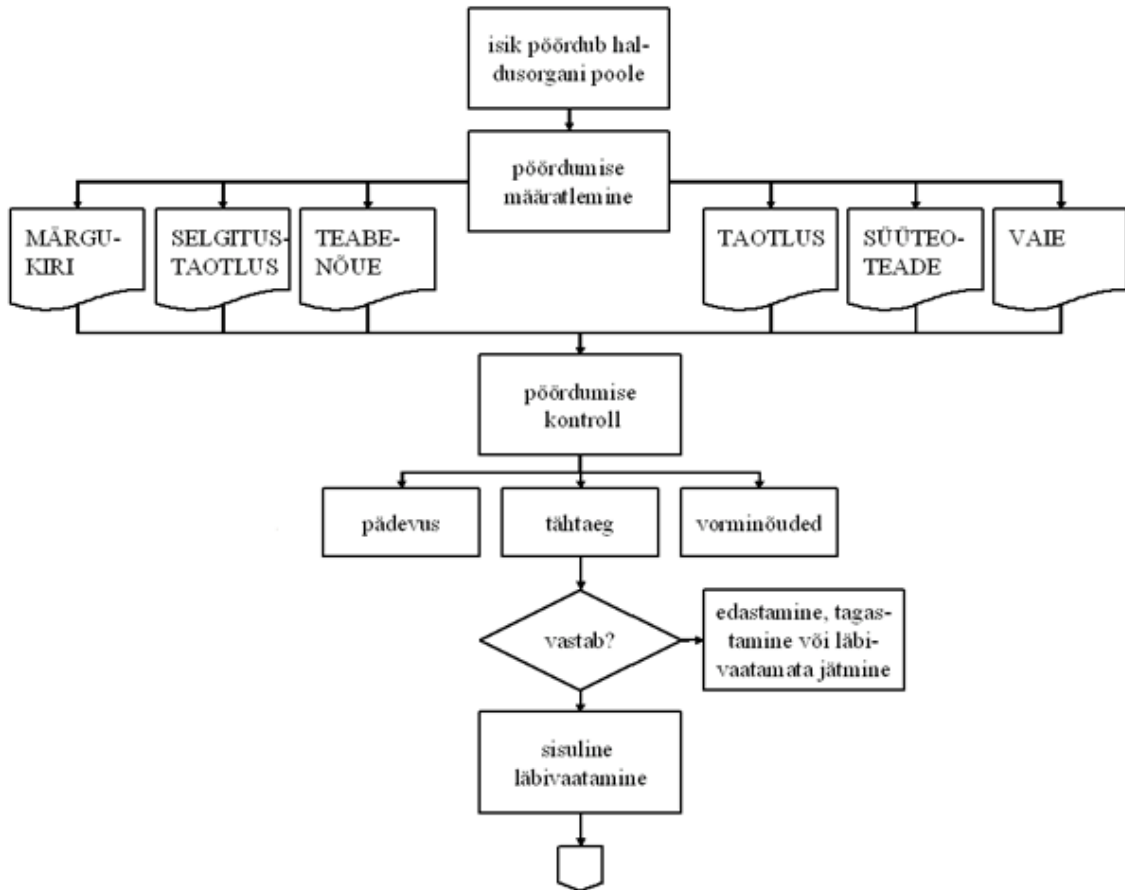 isik pöördub hal-
dusorgani poole
pöördumise
määratlemine
MÄRGU-
KIRI
SELGITUS-
TAOTLUS
TEABE-
NÕUE
TAOTLUS
SÜÜTEO-
TEADE
VAIE
pöördumise
kontroll
pädevus
tähtaeg
vorminõuded
vastab?
edastamine, tagas-
tamine või läbi-
vaatamata jätmine
sisuline
läbivaatamine